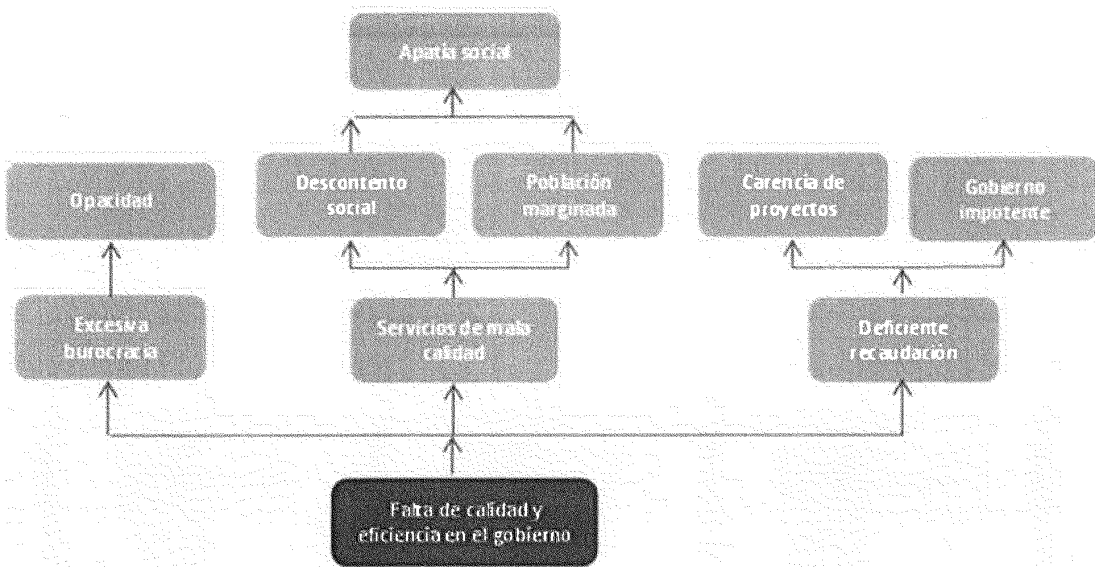 Apatía social
Opacidad
Descontento
social
Población
marginada
Carencia de
proyectos
Gobierno
impotente
Excesiva
burocracia
Servicios de mala
calidad
Deficiente
recaudación
Falta de calidad y
eficiencia en el gobierno